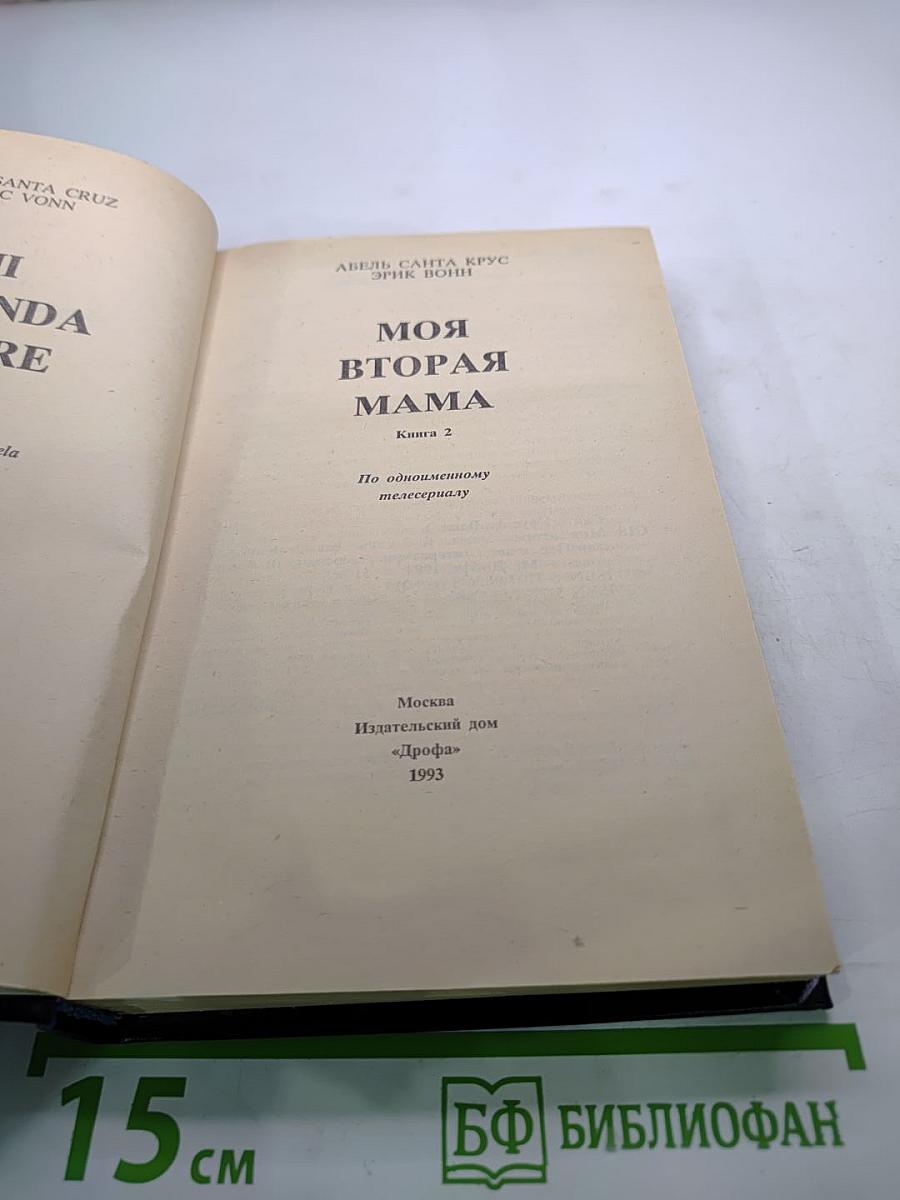 SANTA CRUZ
C VONN
II
NDA
RE
ela
АБЕЛЬ САНТА КРУС
ЭРИК ВОНН
МОЯ
ВТОРАЯ
МАМА
Книга 2
По одноименному
телесериалу
Москва
Издательский дом
«Дрофа»
1993
15 см
БФ БИБЛИОФАН